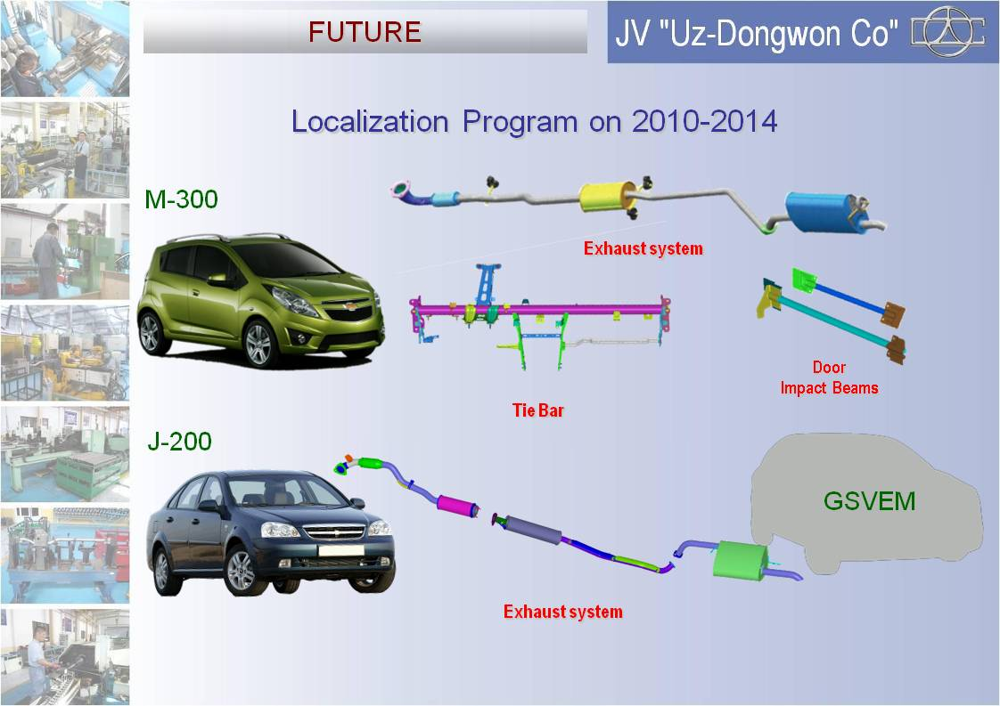 FUTURE
JV "Uz-Dongwon Co"
Localization Program on 2010-2014
M-300
Exhaust system
Tie Bar
Door
Impact Beams
J-200
GSVEM
Exhaust system